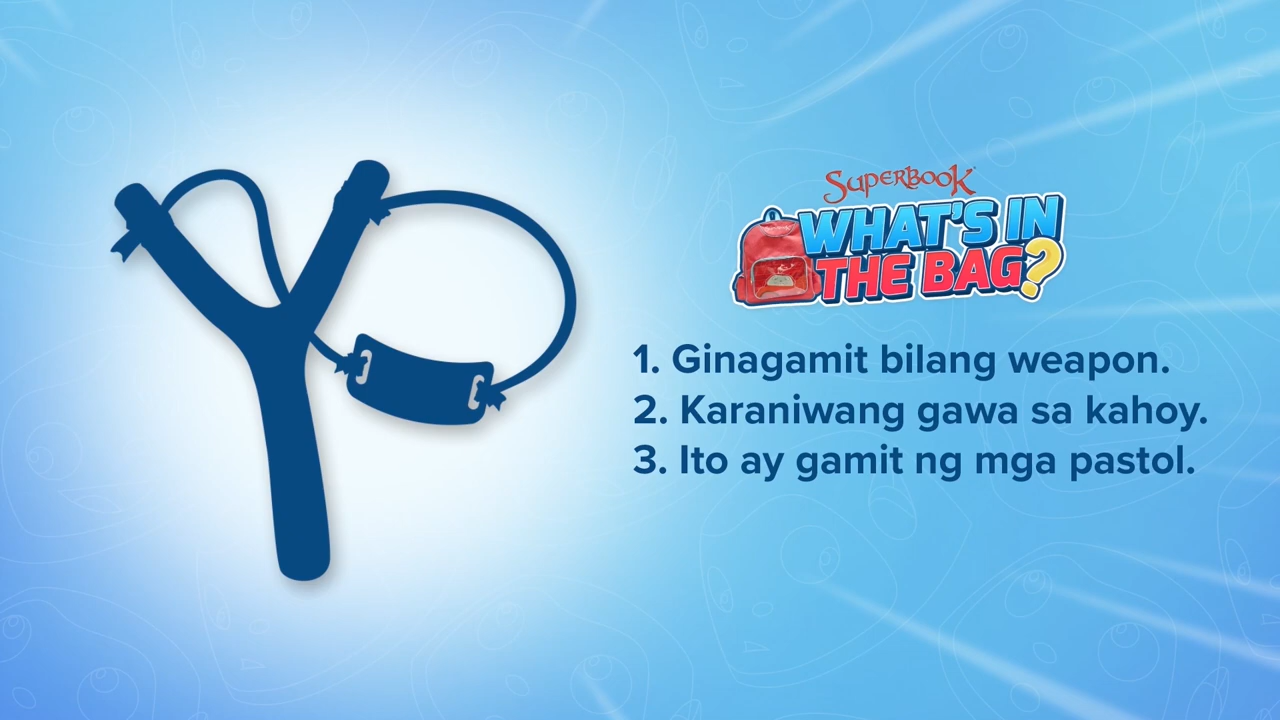 SUPERBOOK
WHAT'S IN
THE BAG?
1. Ginagamit bilang weapon.
2. Karaniwang gawa sa kahoy.
3. Ito ay gamit ng mga pastol.